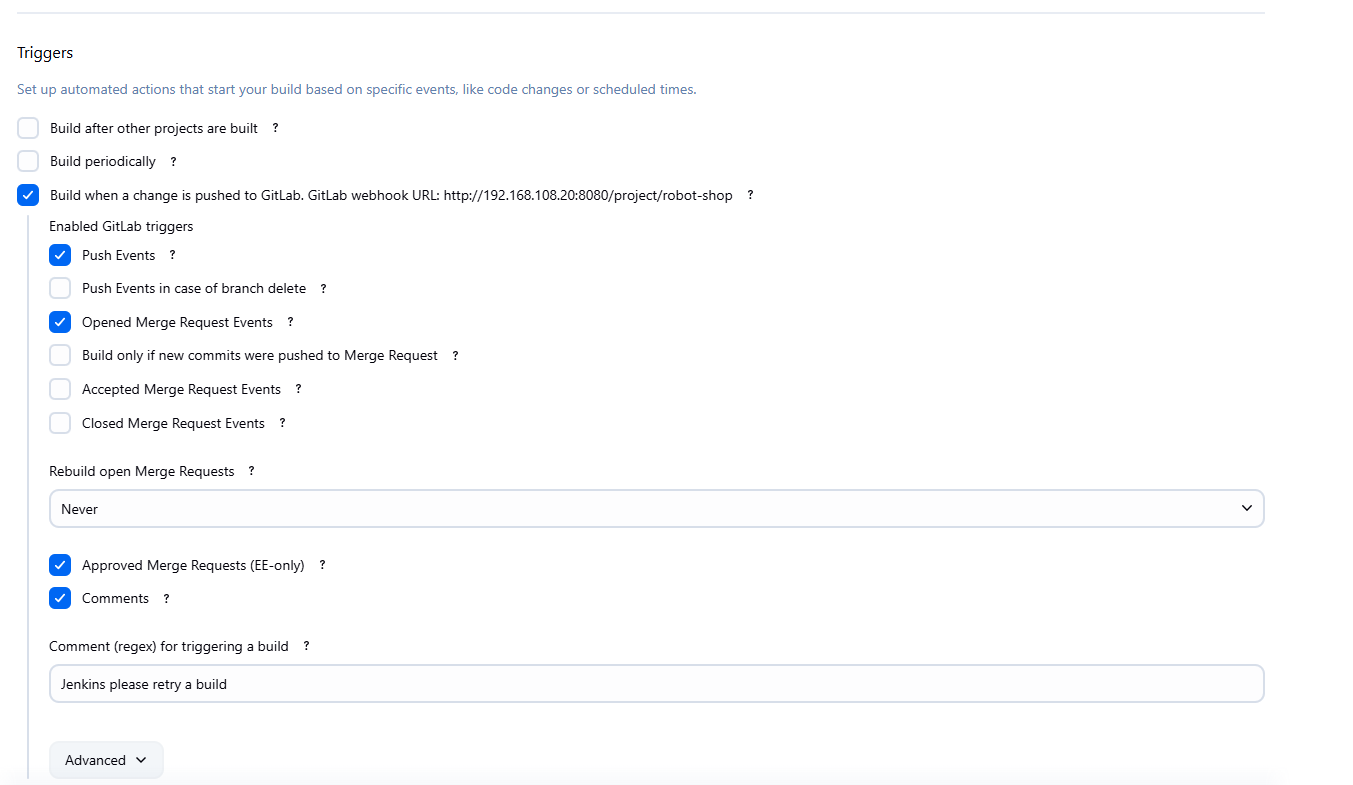 Triggers
Set up automated actions that start your build based on specific events, like code changes or scheduled times.
Build after other projects are built ?
Build periodically ?
Build when a change is pushed to GitLab. GitLab webhook URL: http://192.168.108.20:8080/project/robot-shop ?
Enabled GitLab triggers
Push Events ?
Push Events in case of branch delete ?
Opened Merge Request Events ?
Build only if new commits were pushed to Merge Request ?
Accepted Merge Request Events ?
Closed Merge Request Events ?
Rebuild open Merge Requests ?
Never
Approved Merge Requests (EE-only) ?
Comments ?
Comment (regex) for triggering a build ?
Jenkins please retry a build
Advanced